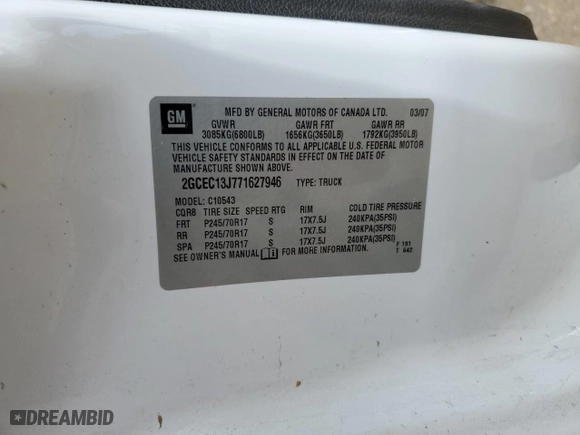 GM
MFD BY GENERAL MOTORS OF CANADA LTD. 03/07
GVWR GAWR FRT GAWR RR
3085KG(6800LB) 1656KG(3650LB) 1792KG(3950LB)
THIS VEHICLE CONFORMS TO ALL APPLICABLE U.S. FEDERAL MOTOR
VEHICLE SAFETY STANDARDS IN EFFECT ON THE DATE OF
MANUFACTURE SHOWN ABOVE.
2GCEC13J771627946 TYPE: TRUCK
MODEL: C10543
CQR8 TIRE SIZE SPEED RTG RIM COLD TIRE PRESSURE
FRT P245/70R17 S 17X7.5J 240KPA(35PSI)
RR P245/70R17 S 17X7.5J 240KPA(35PSI)
SPA P245/70R17 S 17X7.5J 240KPA(35PSI)
SEE OWNER'S MANUAL FOR MORE INFORMATION.
F 191
T 642
DREAMBID